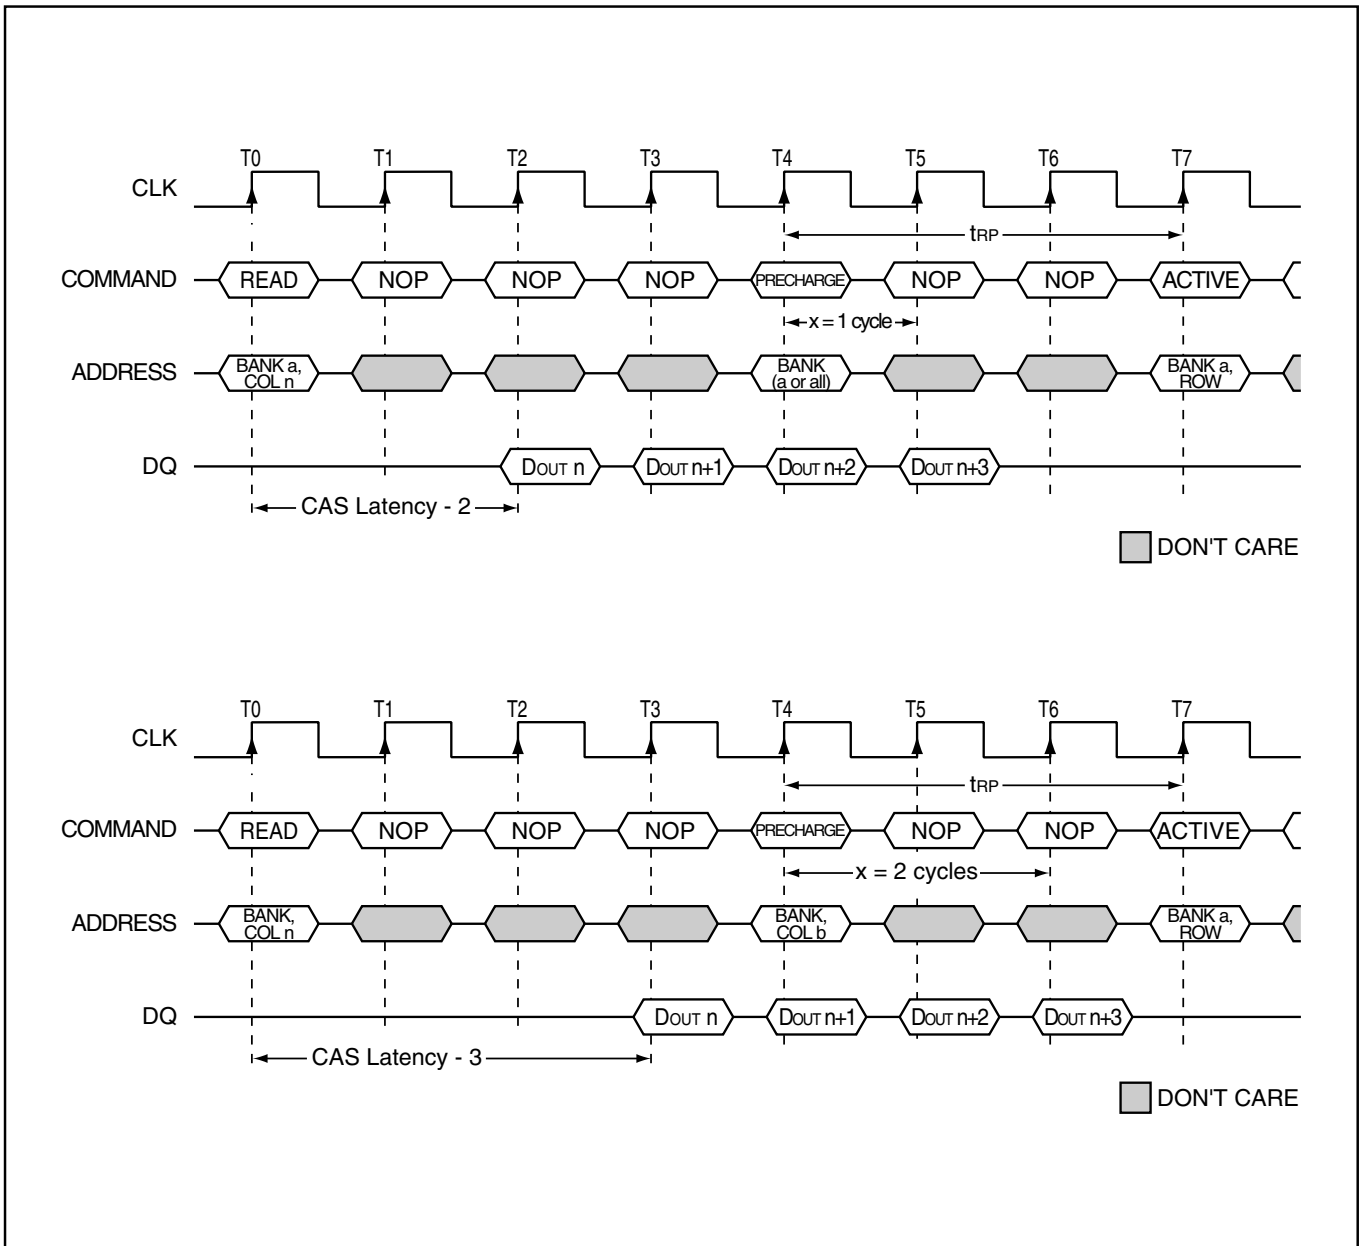 T0 T1 T2 T3 T4 T5 T6 T7
CLK
tRP
COMMAND READ NOP NOP NOP PRECHARGE NOP NOP ACTIVE
x = 1 cycle
ADDRESS BANK a, COL n BANK (a or all) BANK a, ROW
DQ DOUT n DOUT n+1 DOUT n+2 DOUT n+3
CAS Latency - 2
DON'T CARE
T0 T1 T2 T3 T4 T5 T6 T7
CLK
tRP
COMMAND READ NOP NOP NOP PRECHARGE NOP NOP ACTIVE
x = 2 cycles
ADDRESS BANK, COL n BANK, COL b BANK a, ROW
DQ DOUT n DOUT n+1 DOUT n+2 DOUT n+3
CAS Latency - 3
DON'T CARE